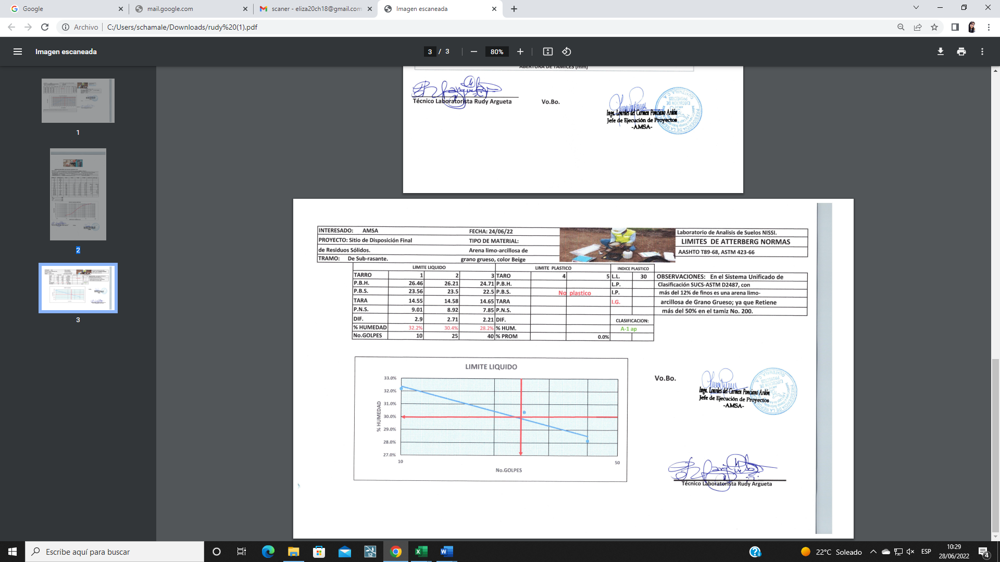 Google
mail.google.com
scaner - eliza20ch18@gmail.com
Imagen escaneada
Archivo
C:/Users/schamale/Downloads/rudy%20(1).pdf
Imagen escaneada
3 / 3
80%
1
2
3
ABERTURA DE TAMICES (mm)
Técnico Laboratorista Rudy Argueta
Vo.Bo.
Inga. Lourdes del Carmen Ponciano Ardón
Jefe de Ejecución de Proyectos
-AMSA-
INTERESADO: AMSA
FECHA: 24/06/22
PROYECTO: Sitio de Disposición Final
TIPO DE MATERIAL:
de Residuos Sólidos.
Arena limo-arcillosa de
TRAMO: De Sub-rasante.
grano grueso, color Beige
Laboratorio de Analisis de Suelos NISSI.
LIMITES DE ATTERBERG NORMAS
AASHTO T89-68, ASTM 423-66
LIMITE LIQUIDO LIMITE PLASTICO INDICE PLASTICO
TARRO 1 2 3 TARO 4 5 L.L. 30
P.B.H. 26.46 26.21 24.71 P.B.H. L.P.
P.B.S. 23.56 23.5 22.5 P.B.S. No plastico I.P.
TARA 14.55 14.58 14.65 TARA I.G.
P.N.S. 9.01 8.92 7.85 P.N.S.
DIF. 2.9 2.71 2.21 DIF. CLASIFICACION:
% HUMEDAD 32.2% 30.4% 28.2% % HUM. A-1 ap
No.GOLPES 10 25 40 % PROM 0.0%
OBSERVACIONES: En el Sistema Unificado de
Clasificación SUCS-ASTM D2487, con
más del 12% de finos es una arena limo-
arcillosa de Grano Grueso; ya que Retiene
más del 50% en el tamiz No. 200.
LIMITE LIQUIDO
33.0%
32.0%
31.0%
30.0%
29.0%
28.0%
27.0%
% HUMEDAD
10
50
No.GOLPES
Vo.Bo.
Inga. Lourdes del Carmen Ponciano Ardón
Jefe de Ejecución de Proyectos
-AMSA-
Técnico Laboratorista Rudy Argueta
Escribe aquí para buscar
12
22°C Soleado
ESP
10:29
28/06/2022
4